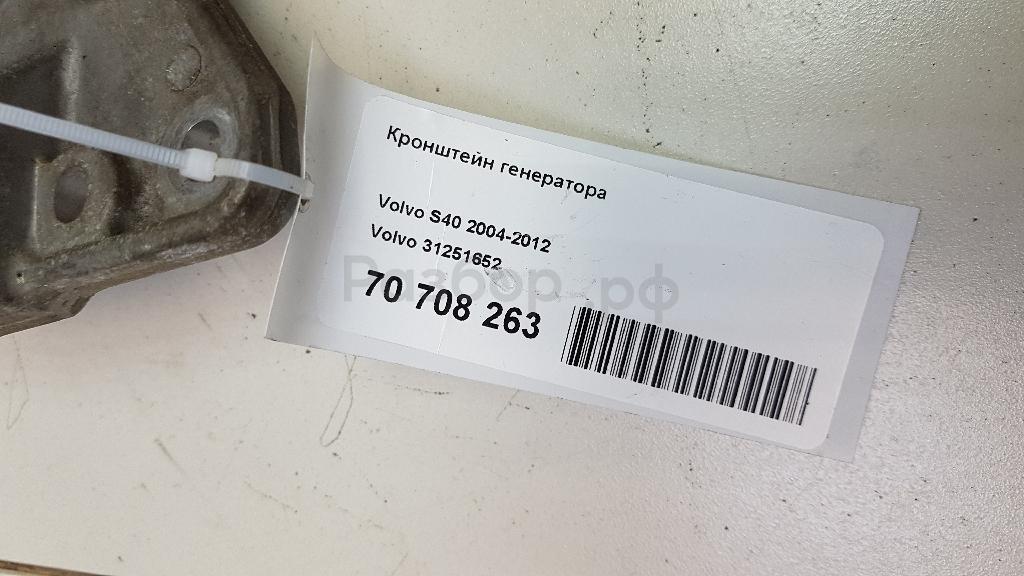 Кронштейн генератора
Volvo S40 2004-2012
Volvo 31251652
Разбор.рф
70 708 263